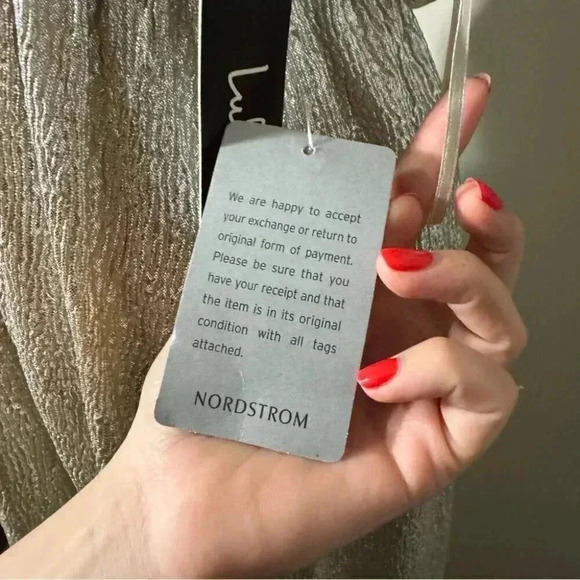 We are happy to accept
your exchange or return to
original form of payment.
Please be sure that you
have your receipt and that
the item is in its original
condition with all tags
attached.
NORDSTROM